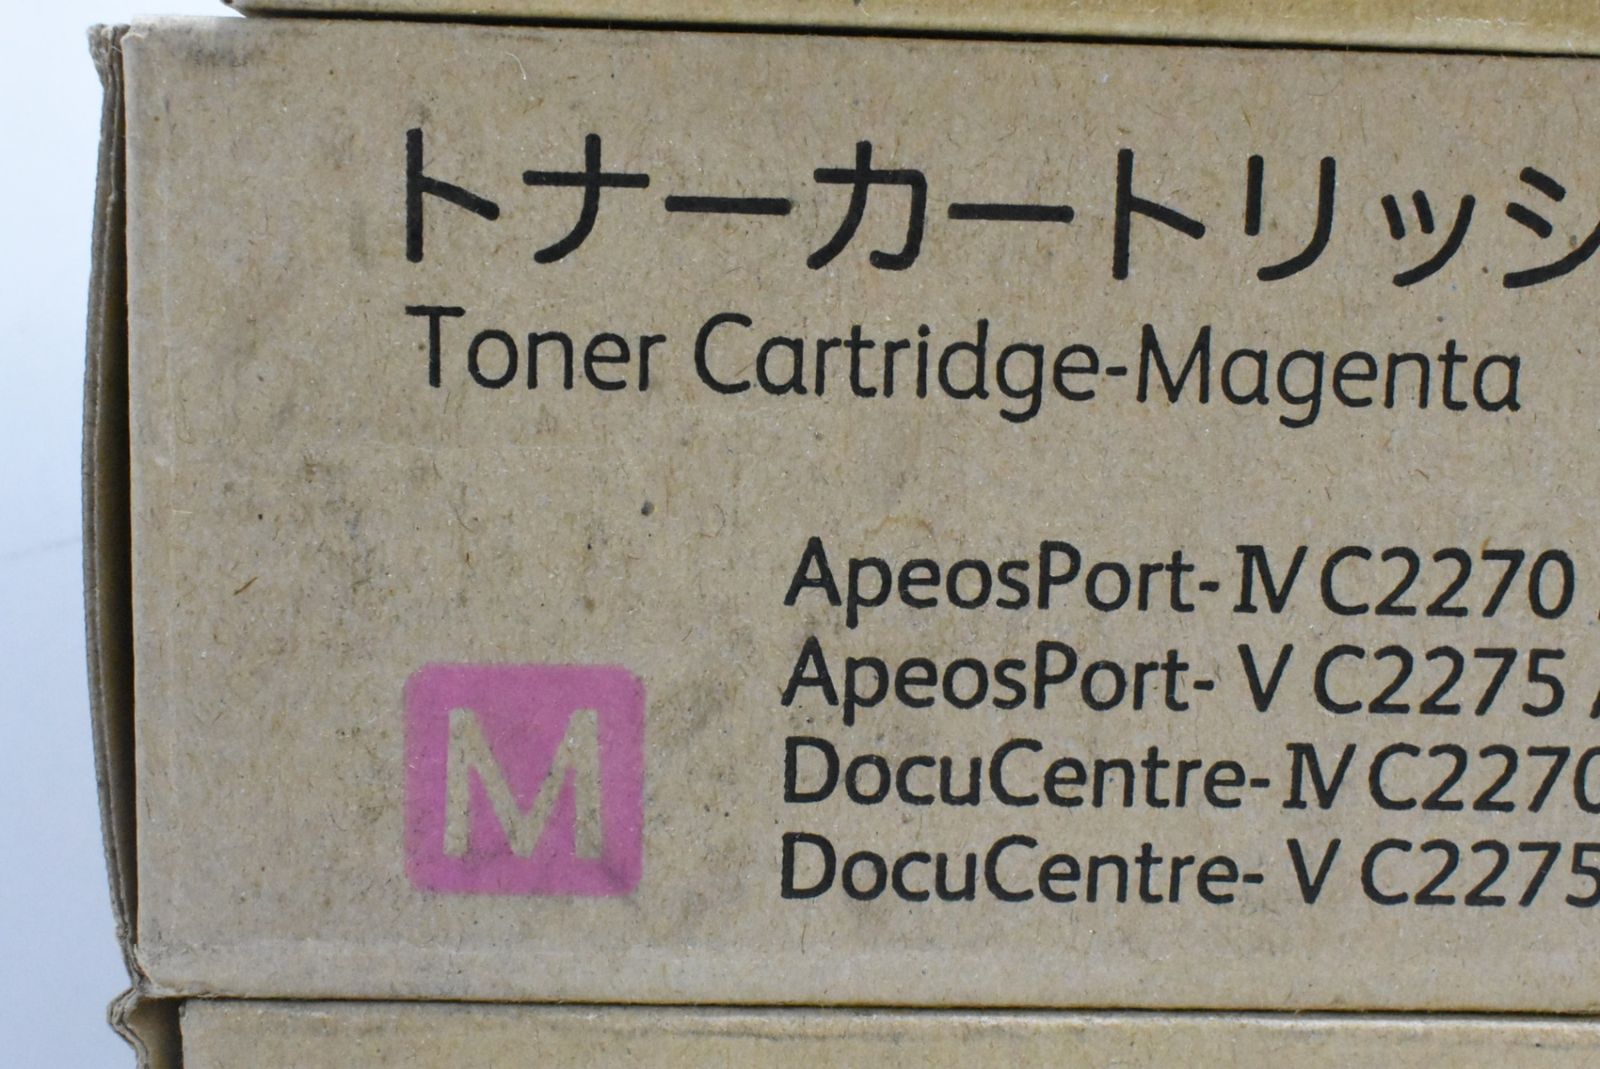 トナーカートリッジ
Toner Cartridge-Magenta
ApeosPort-Ⅳ C2270
ApeosPort-Ⅴ C2275
M
DocuCentre-Ⅳ C2270
DocuCentre-Ⅴ C2275